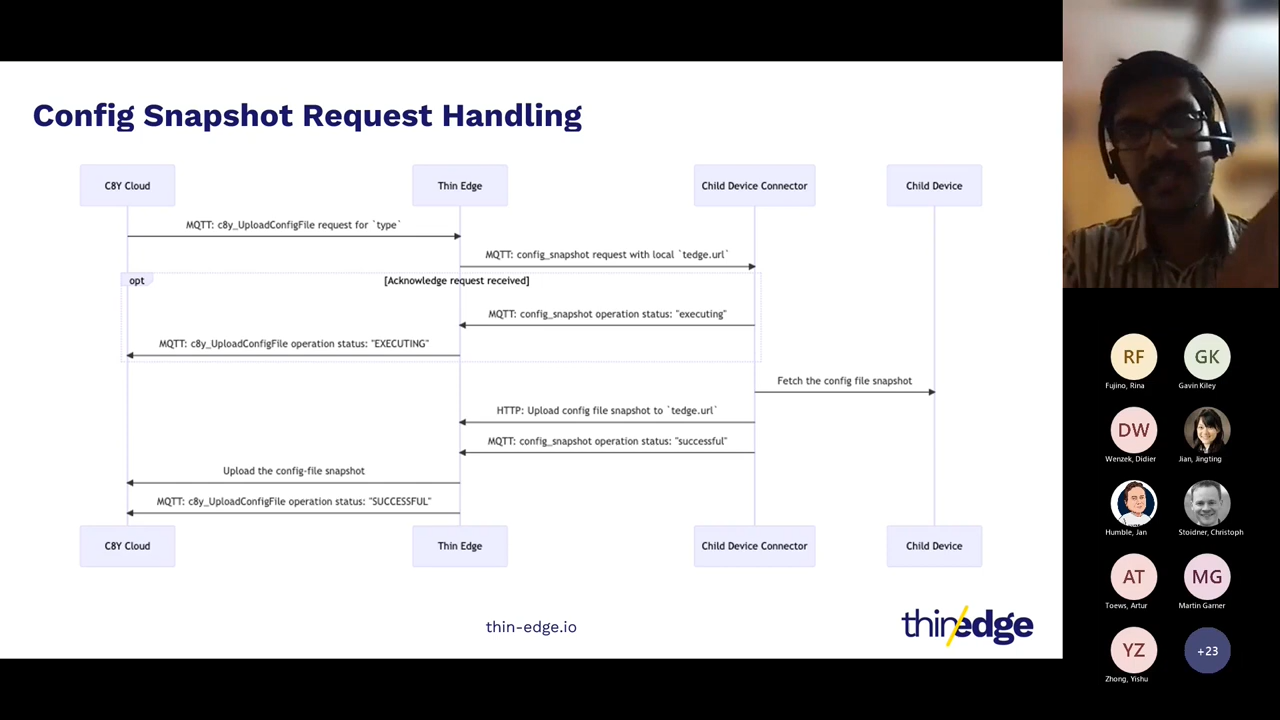 Config Snapshot Request Handling
C8Y Cloud
Thin Edge
Child Device Connector
Child Device
MQTT: c8y_UploadConfigFile request for `type`
MQTT: config_snapshot request with local `tedge.url`
opt
[Acknowledge request received]
MQTT: config_snapshot operation status: "executing"
MQTT: c8y_UploadConfigFile operation status: "EXECUTING"
Fetch the config file snapshot
HTTP: Upload config file snapshot to `tedge.url`
MQTT: config_snapshot operation status: "successful"
Upload the config-file snapshot
MQTT: c8y_UploadConfigFile operation status: "SUCCESSFUL"
C8Y Cloud
Thin Edge
Child Device Connector
Child Device
thin-edge.io
thin/edge
RF
GK
Fujino, Rina
Gavin Kiley
DW
Wenzek, Didier
Jian, Jingting
Humble, Jan
Stoidner, Christoph
AT
MG
Toews, Artur
Martin Garner
YZ
+23
Zhong, Yishu